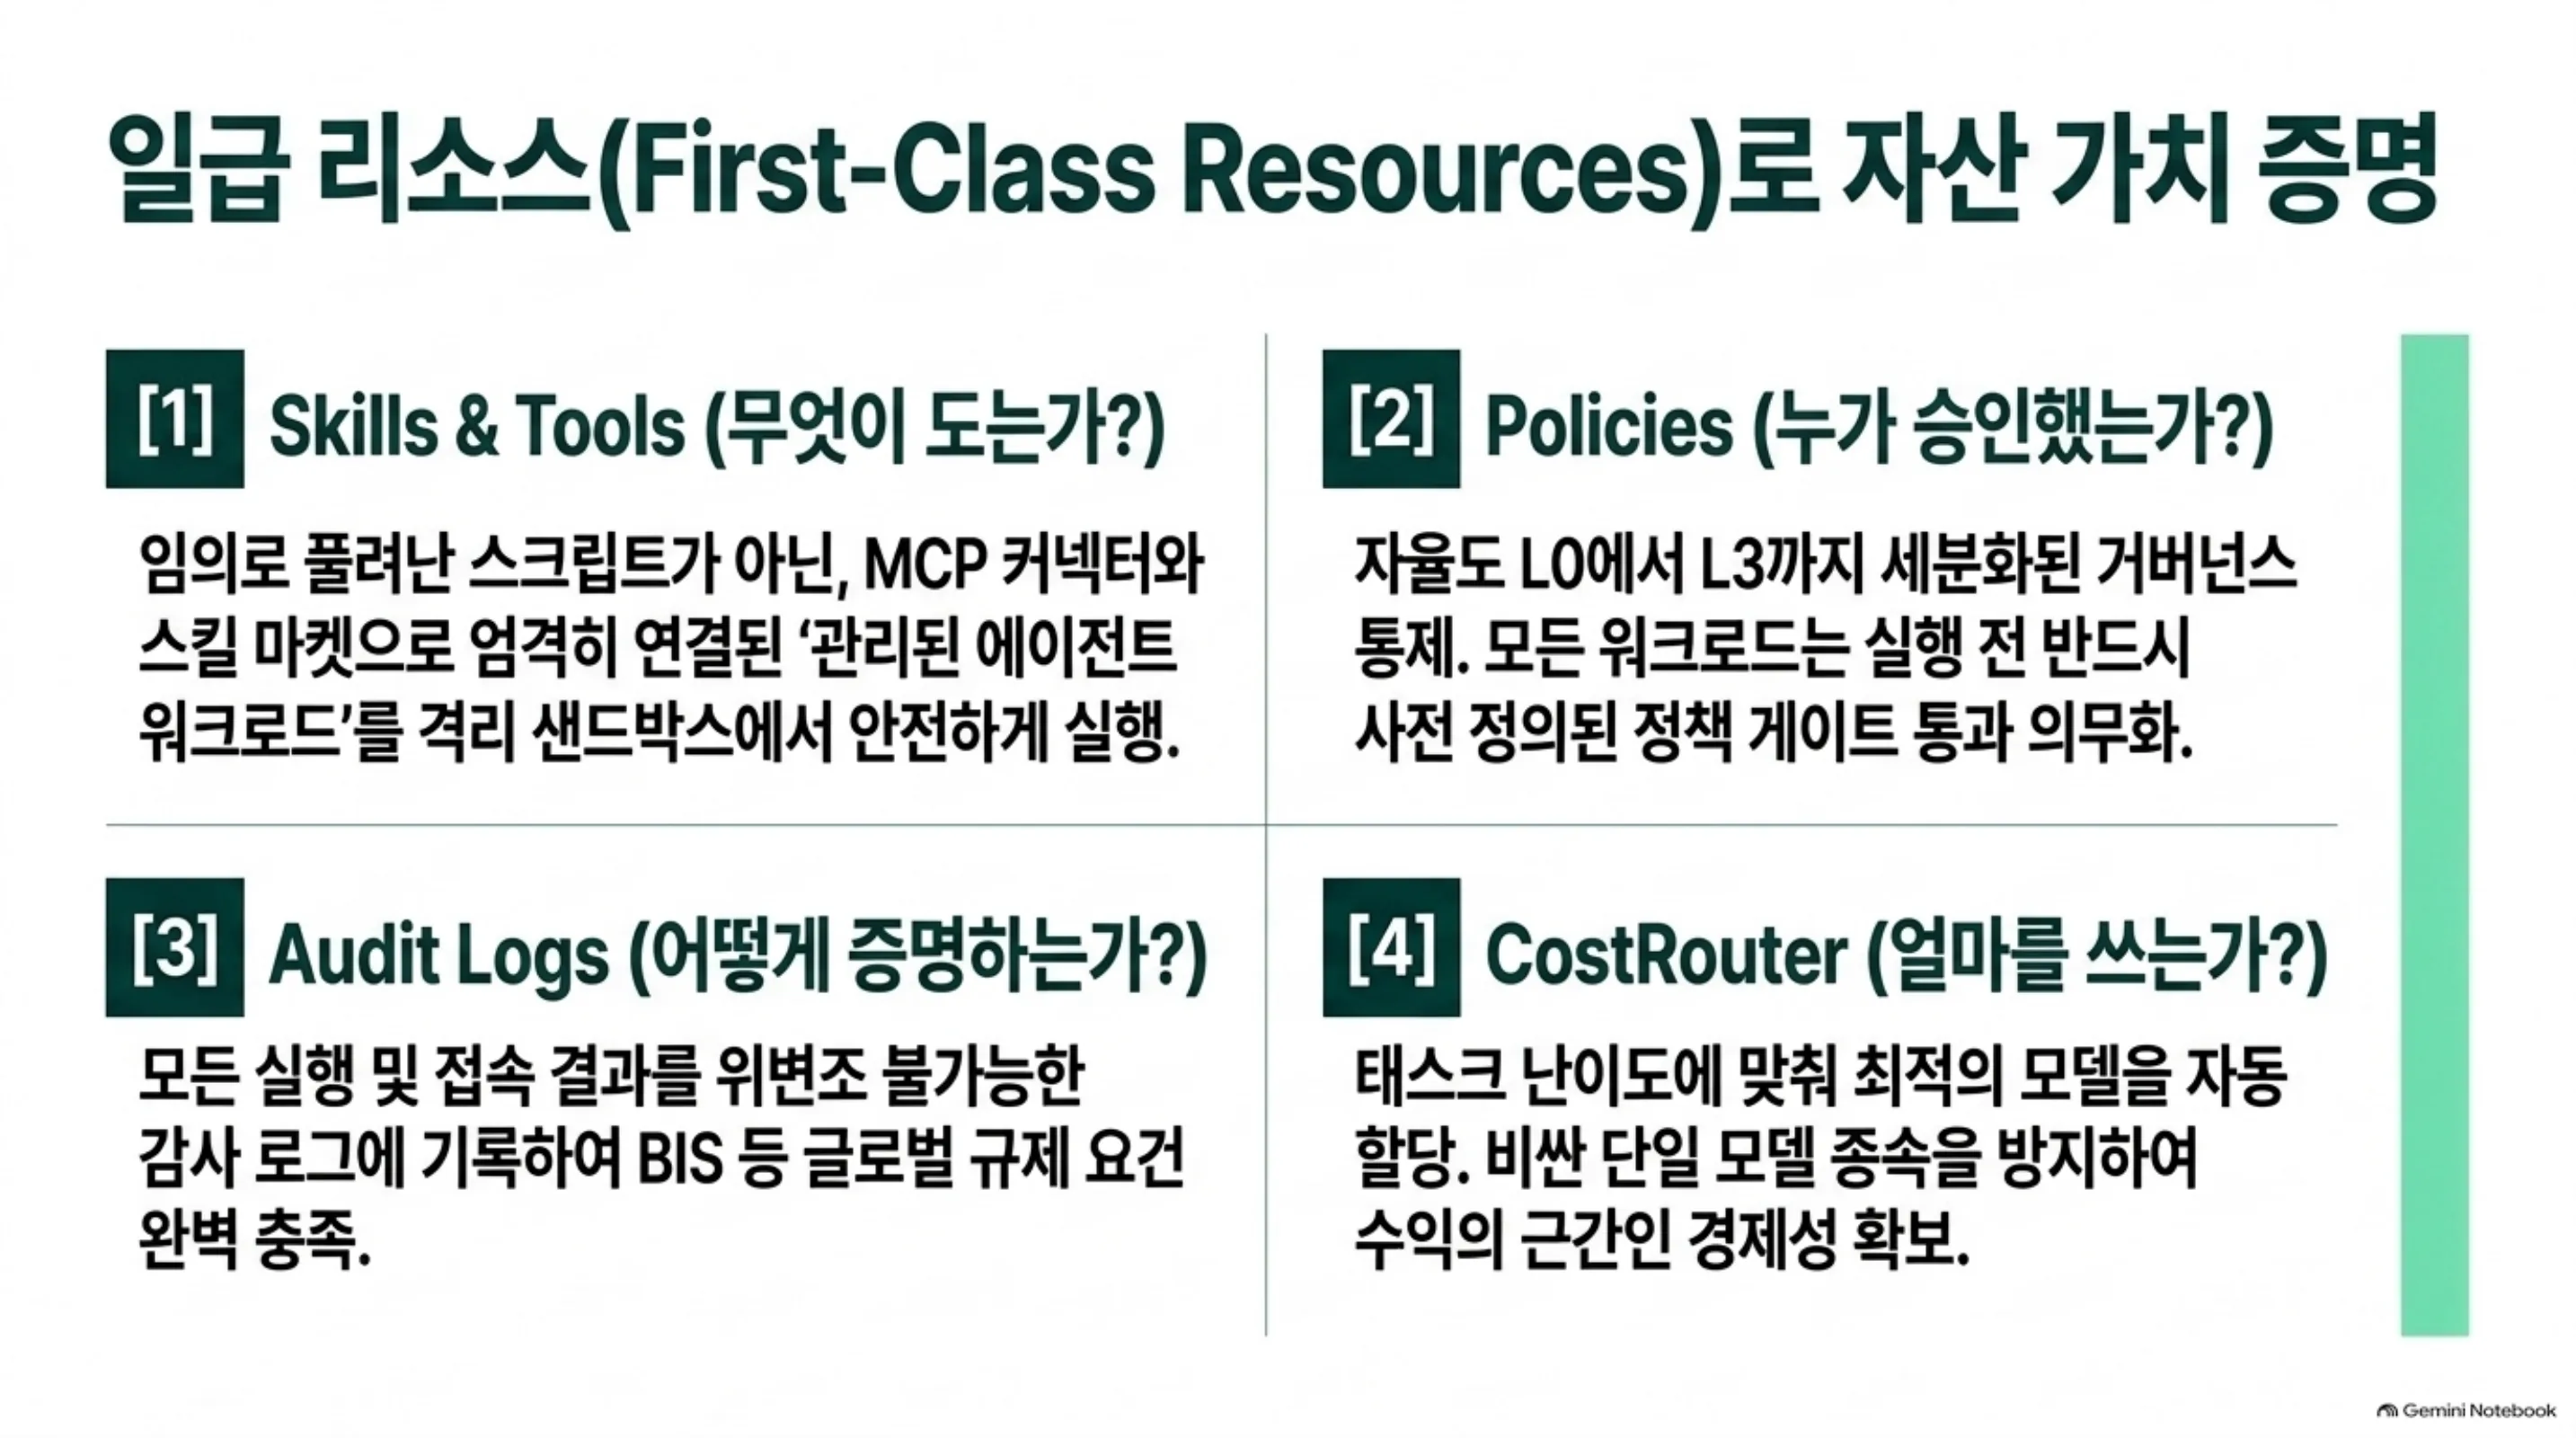 일급 리소스(First-Class Resources)로 자산 가치 증명
[1] Skills & Tools (무엇이 도는가?)
임의로 풀려난 스크립트가 아닌, MCP 커넥터와
스킬 마켓으로 엄격히 연결된 ‘관리된 에이전트
워크로드’를 격리 샌드박스에서 안전하게 실행.
[2] Policies (누가 승인했는가?)
자율도 L0에서 L3까지 세분화된 거버넌스
통제. 모든 워크로드는 실행 전 반드시
사전 정의된 정책 게이트 통과 의무화.
[3] Audit Logs (어떻게 증명하는가?)
모든 실행 및 접속 결과를 위변조 불가능한
감사 로그에 기록하여 BIS 등 글로벌 규제 요건
완벽 충족.
[4] CostRouter (얼마를 쓰는가?)
태스크 난이도에 맞춰 최적의 모델을 자동
할당. 비싼 단일 모델 종속을 방지하여
수익의 근간인 경제성 확보.
Gemini Notebook